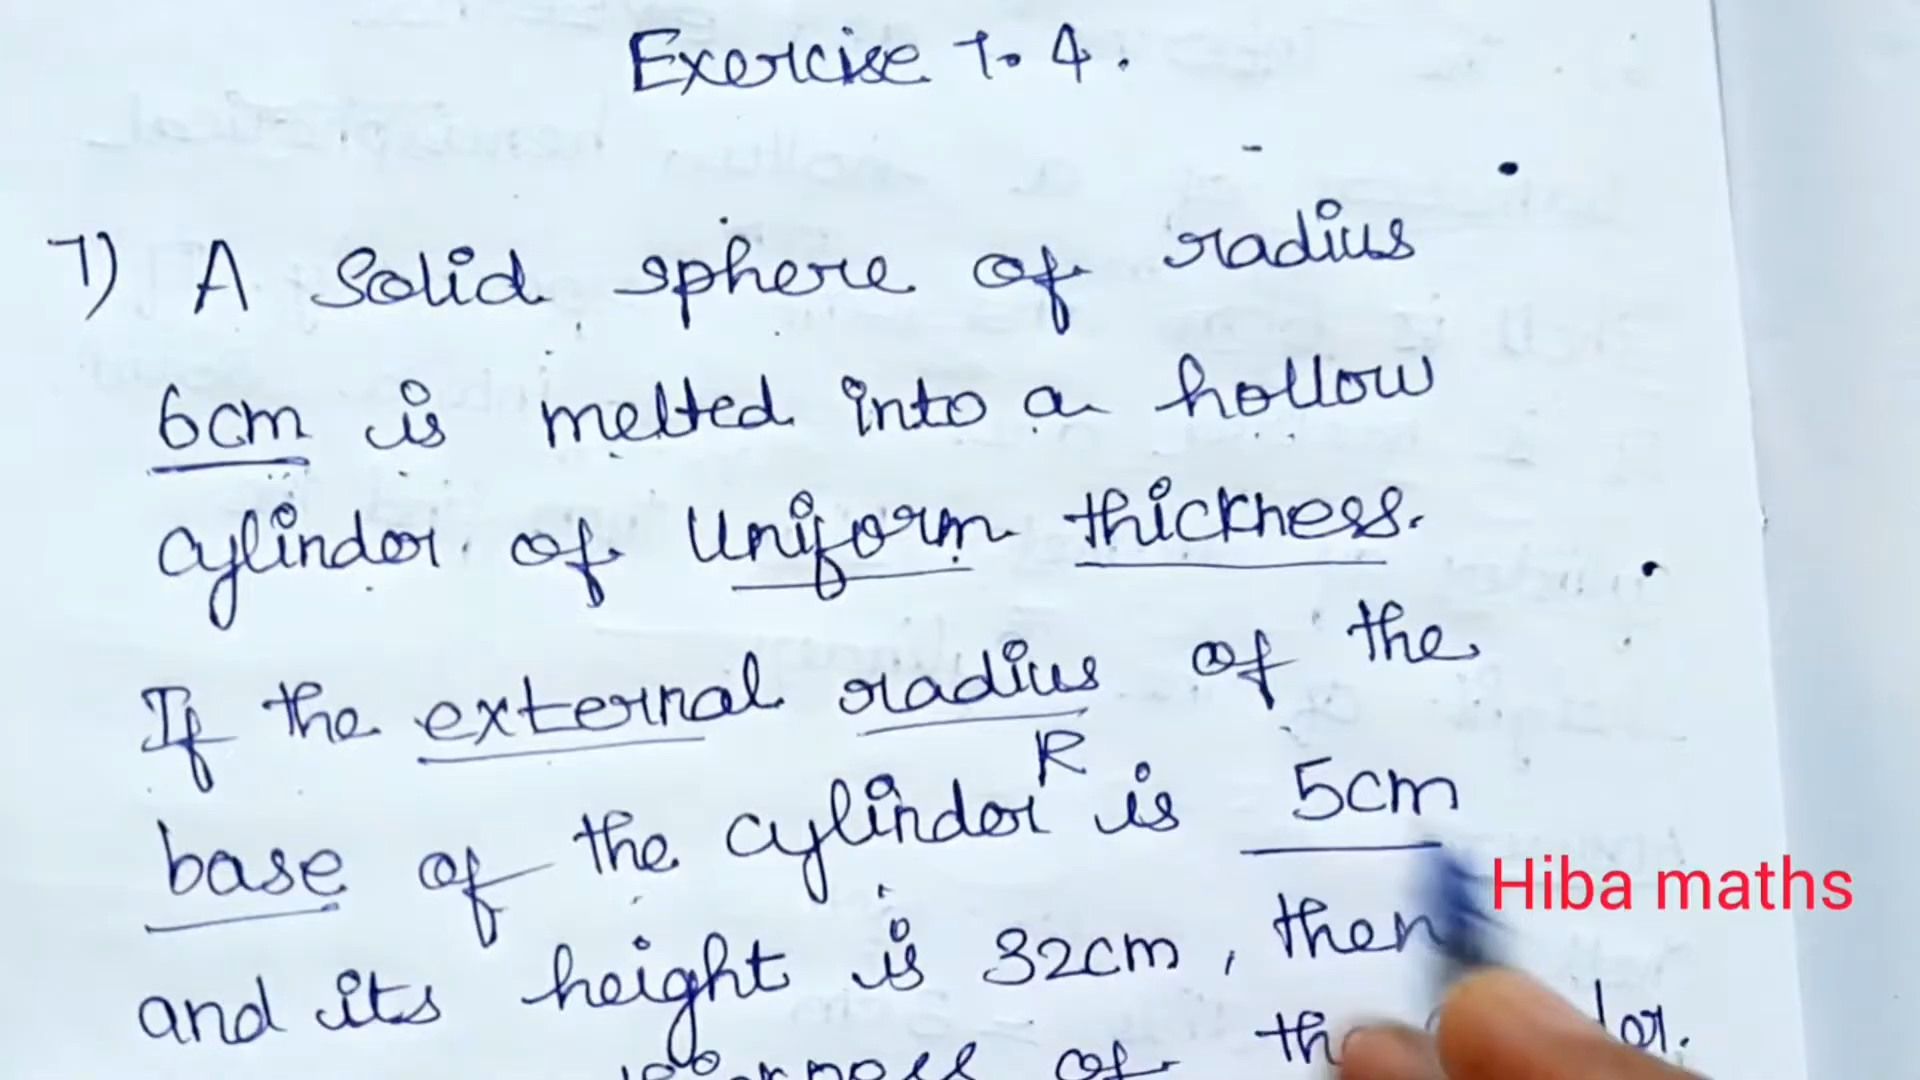 Exercise 7.4.
7) A Solid sphere of radius
6cm is melted into a hollow
cylinder of Uniform thickness.
If the external radius of the
R
base of the cylinder is 5cm
Hiba maths
and its height is 32cm, then
of